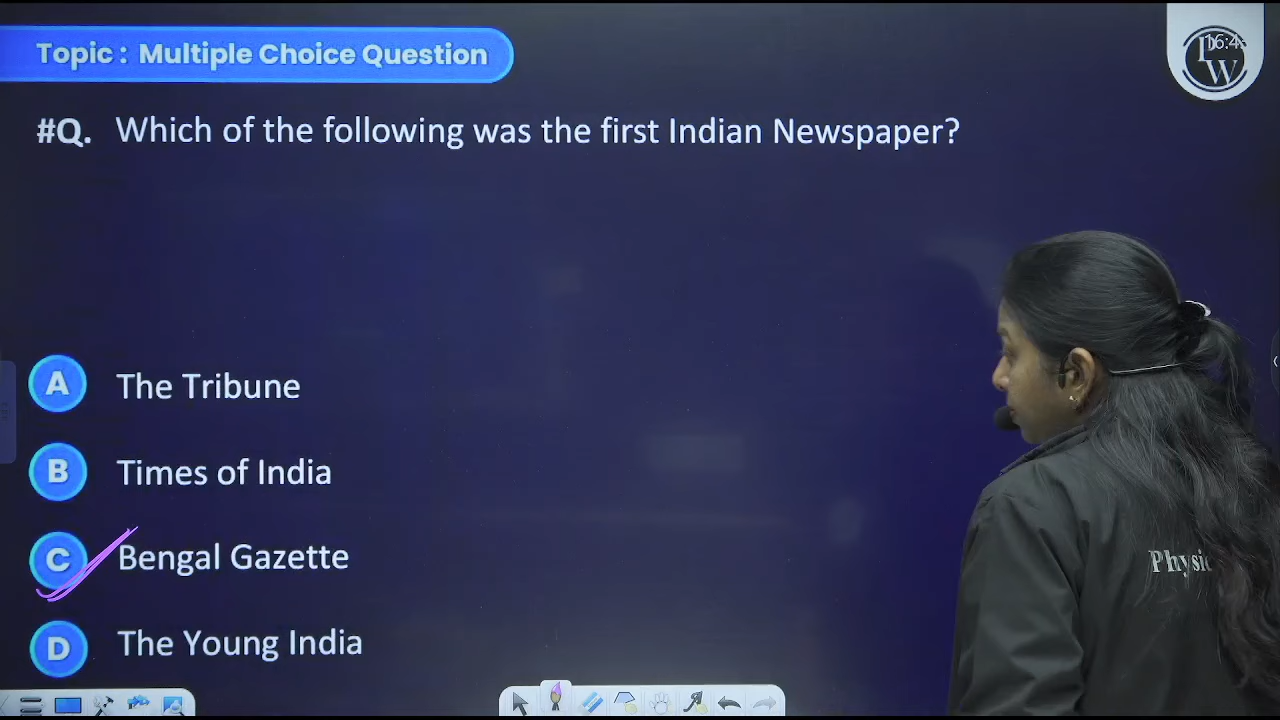 Topic : Multiple Choice Question
#Q. Which of the following was the first Indian Newspaper?
A The Tribune
B Times of India
C Bengal Gazette
D The Young India